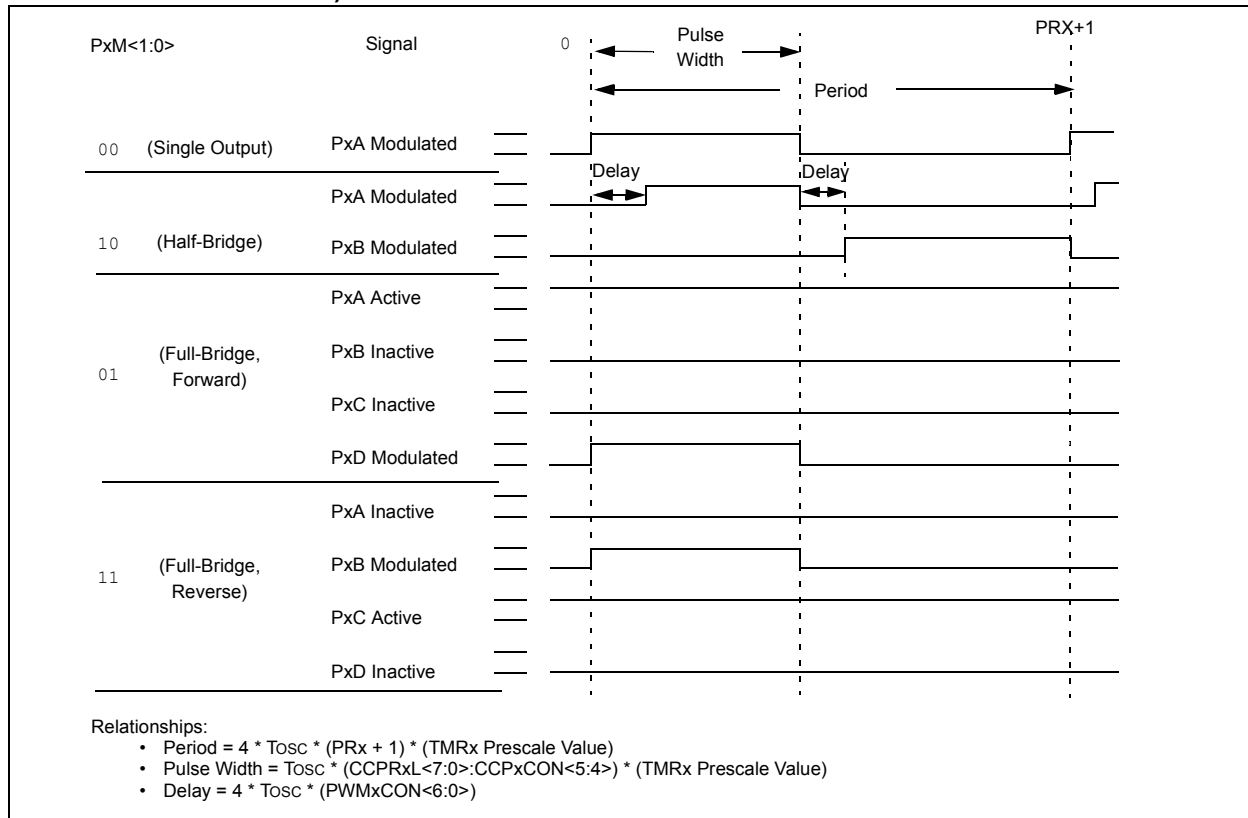 PxM<1:0>
Signal
0
Pulse
Width
PRX+1
Period
00
(Single Output)
PxA Modulated
Delay
Delay
PxA Modulated
10
(Half-Bridge)
PxB Modulated
PxA Active
01
(Full-Bridge,
Forward)
PxB Inactive
PxC Inactive
PxD Modulated
PxA Inactive
11
(Full-Bridge,
Reverse)
PxB Modulated
PxC Active
PxD Inactive
Relationships:
• Period = 4 * TOSC * (PRx + 1) * (TMRx Prescale Value)
• Pulse Width = TOSC * (CCPRxL<7:0>:CCPxCON<5:4>) * (TMRx Prescale Value)
• Delay = 4 * TOSC * (PWMxCON<6:0>)